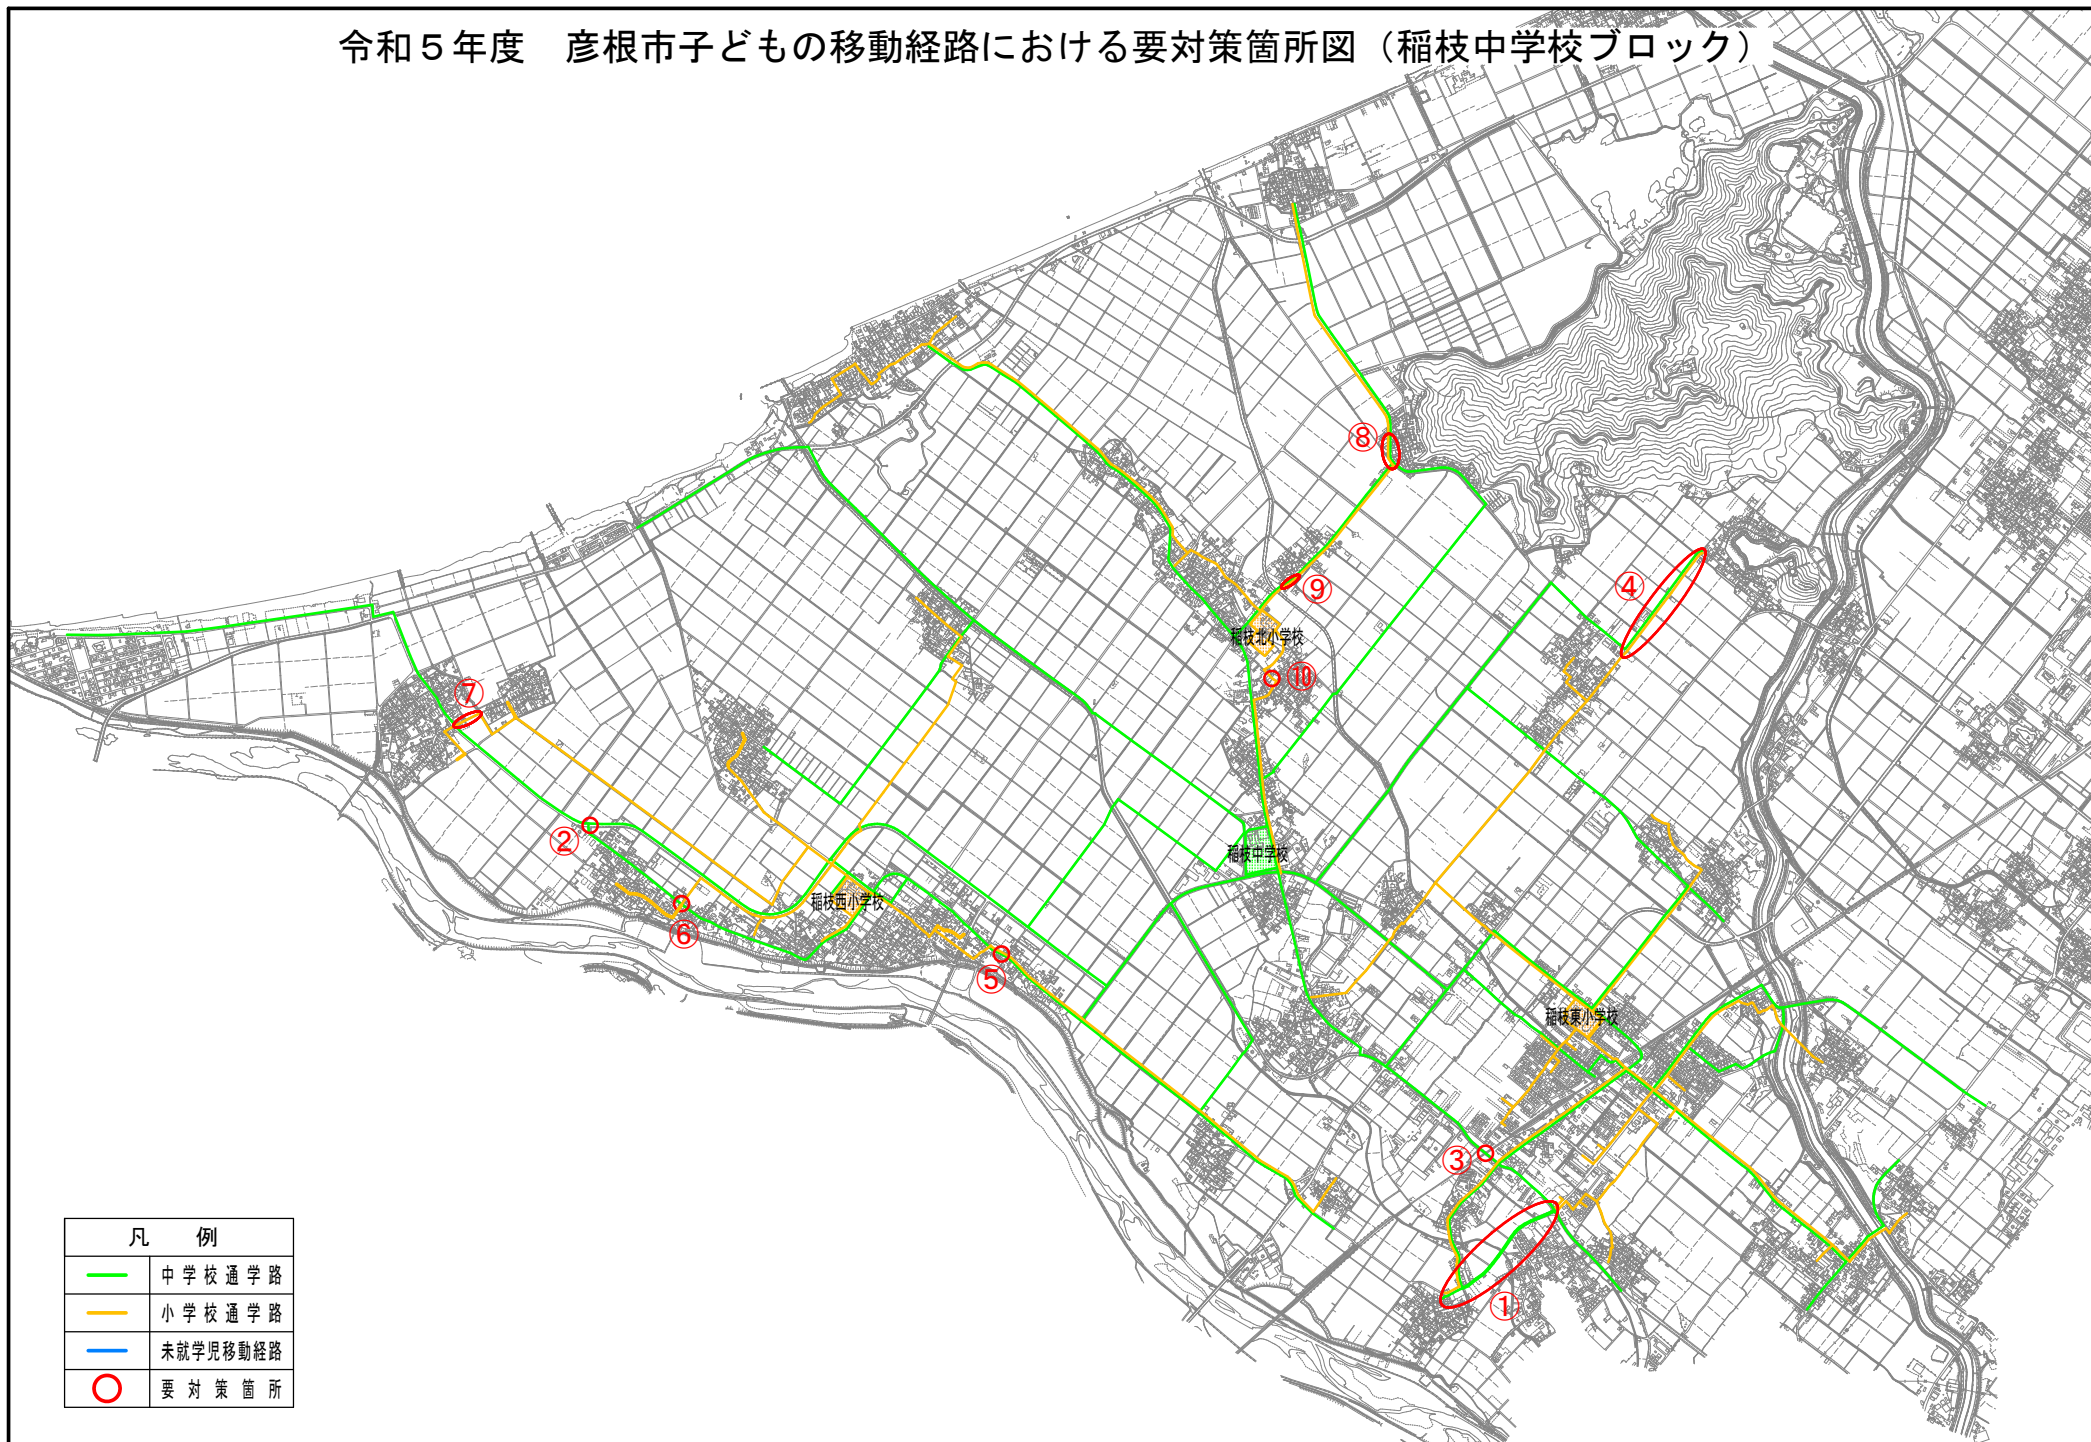 令和５年度　彦根市子どもの移動経路における要対策箇所図（稲枝中学校ブロック）
⑧
④
⑨
稲枝北小学校
⑩
⑦
②
稲枝中学校
稲枝西小学校
⑥
⑤
稲枝東小学校
③
①
凡　例
中学校通学路
小学校通学路
未就学児移動経路
要対策箇所